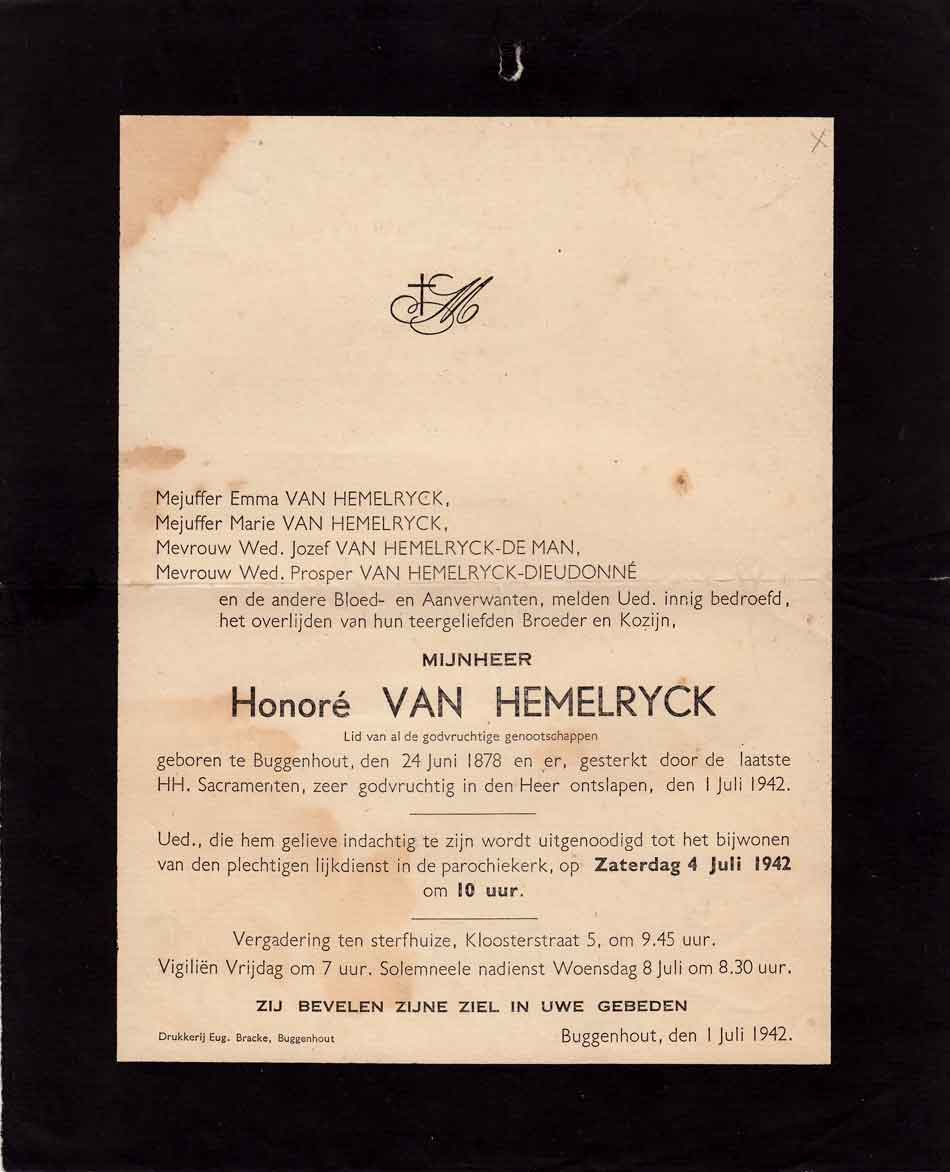 †M
Mejuffer Emma VAN HEMELRYCK,
Mejuffer Marie VAN HEMELRYCK,
Mevrouw Wed. Jozef VAN HEMELRYCK-DE MAN,
Mevrouw Wed. Prosper VAN HEMELRYCK-DIEUDONNÉ
en de andere Bloed- en Aanverwanten, melden Ued. innig bedroefd,
het overlijden van hun teergeliefden Broeder en Kozijn,
MIJNHEER
Honoré VAN HEMELRYCK
Lid van al de godvruchtige genootschappen
geboren te Buggenhout, den 24 Juni 1878 en er, gesterkt door de laatste
HH. Sacramenten, zeer godvruchtig in den Heer ontslapen, den 1 Juli 1942.
Ued., die hem gelieve indachtig te zijn wordt uitgenoodigd tot het bijwonen
van den plechtigen lijkdienst in de parochiekerk, op Zaterdag 4 Juli 1942
om 10 uur.
Vergadering ten sterfhuize, Kloosterstraat 5, om 9.45 uur.
Vigiliën Vrijdag om 7 uur. Solemneele nadienst Woensdag 8 Juli om 8.30 uur.
ZIJ BEVELEN ZIJNE ZIEL IN UWE GEBEDEN
Drukkerij Eug. Bracke, Buggenhout
Buggenhout, den 1 Juli 1942.